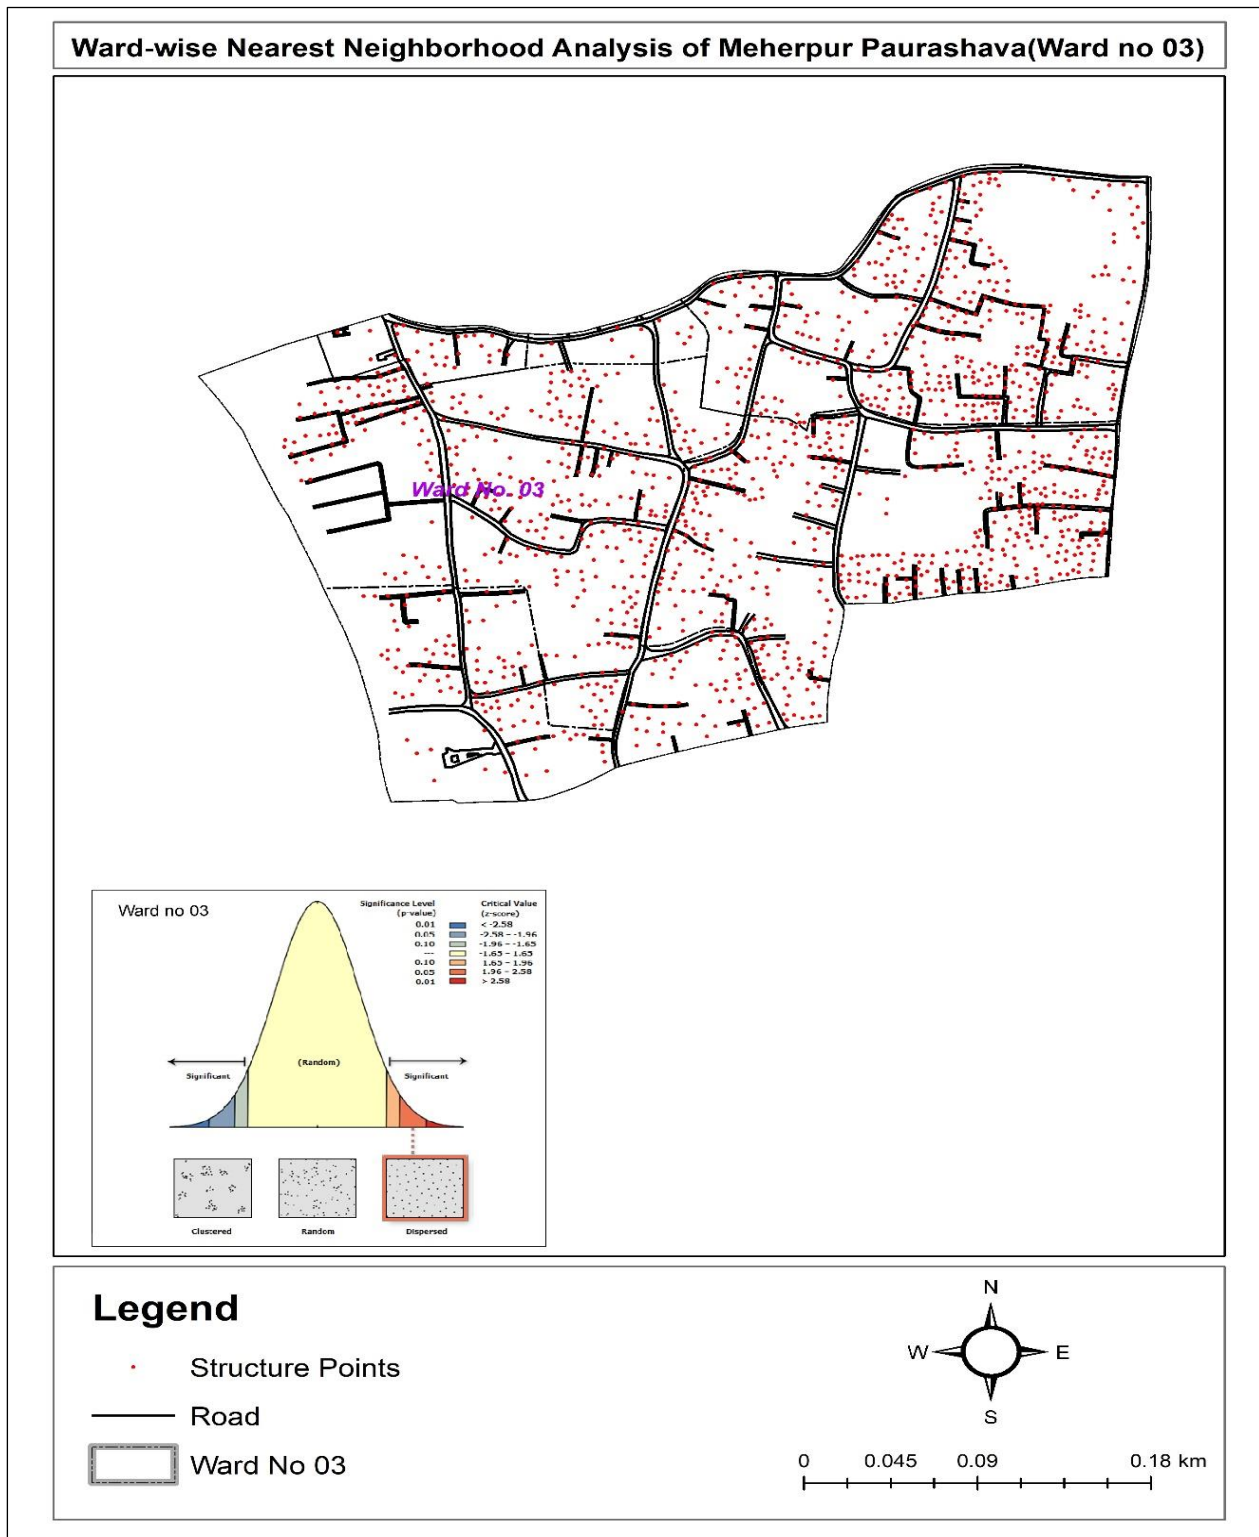 Ward-wise Nearest Neighborhood Analysis of Meherpur Paurashava(Ward no 03)
Ward No. 03
Ward no 03
Significance Level Critical Value
(p-value) (z-score)
0.01 < -2.58
0.05 -2.58 – -1.96
0.10 -1.96 – -1.65
--- -1.65 – 1.65
0.10 1.65 – 1.96
0.05 1.96 – 2.58
0.01 > 2.58
(Random)
Significant Significant
Clustered Random Dispersed
Legend
Structure Points
Road
Ward No 03
N
W E
S
0 0.045 0.09 0.18 km